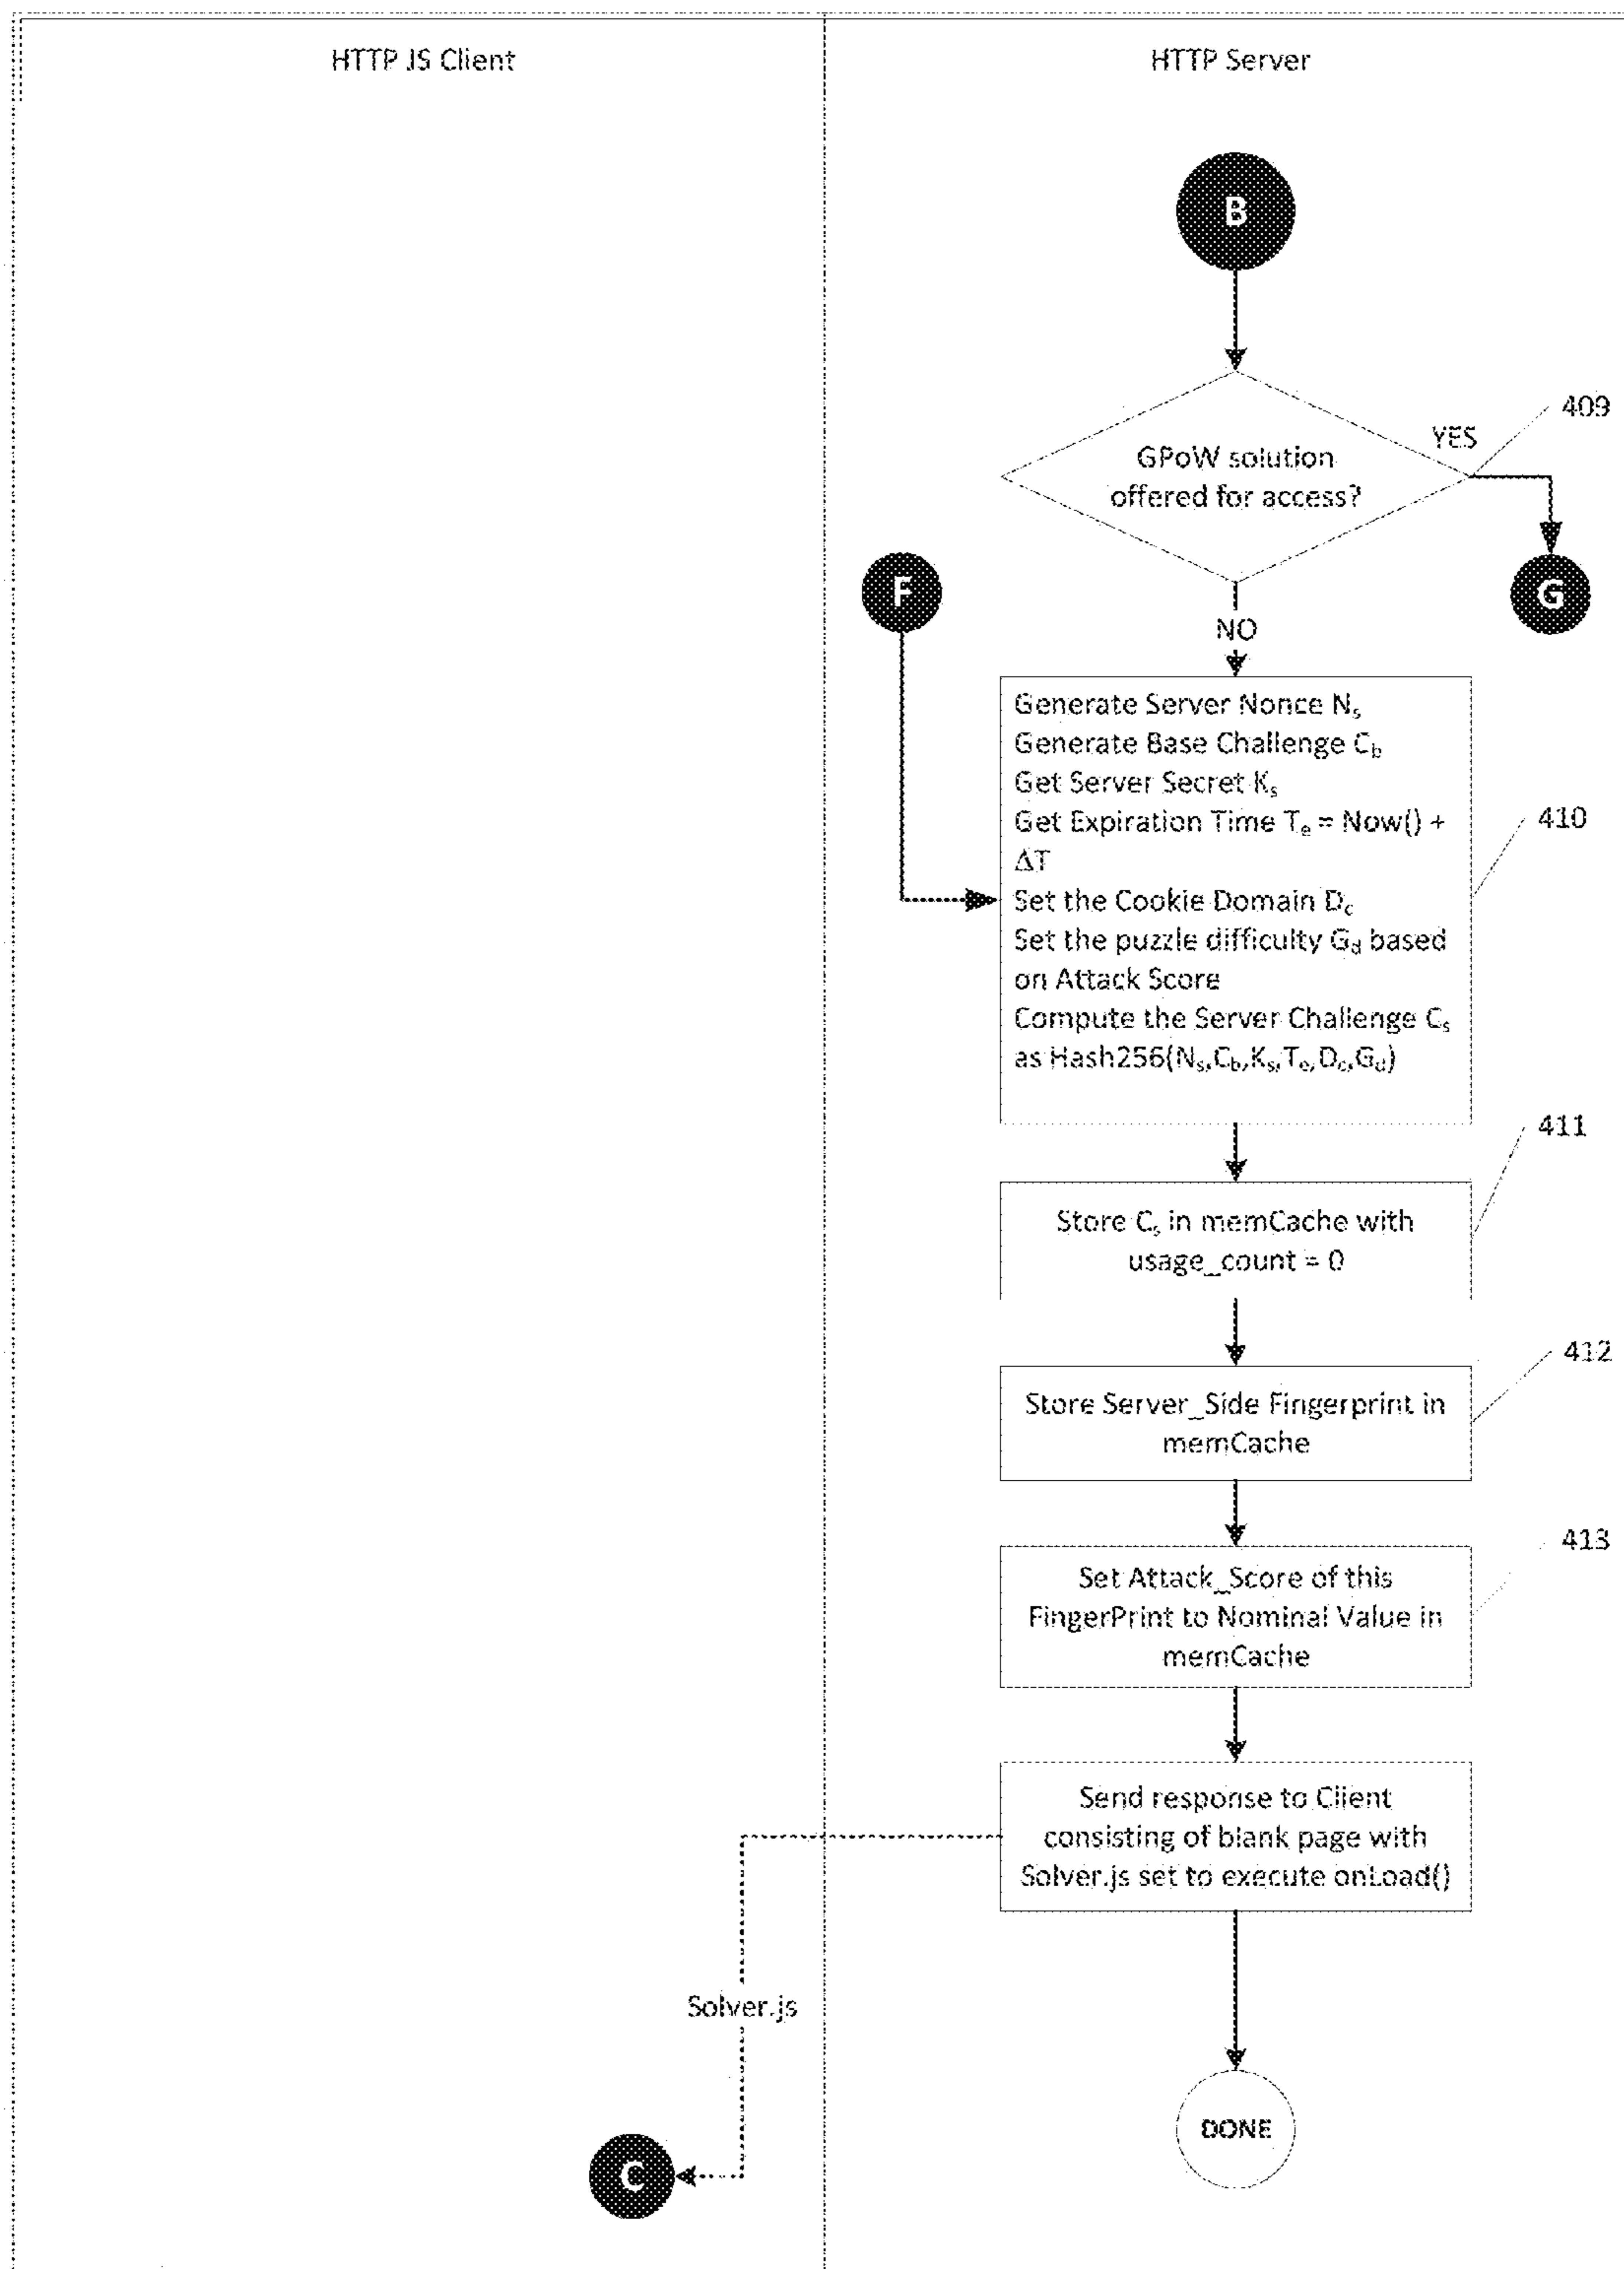 HTTP JS Client
HTTP Server
B
409
YES
GPoW solution
offered for access?
F
G
NO
Generate Server Nonce Ns
Generate Base Challenge Cb
Get Server Secret Ks
Get Expiration Time Te = Now() +
ΔT
410
Set the Cookie Domain Dc
Set the puzzle difficulty Gd based
on Attack Score
Compute the Server Challenge Cs
as Hash256(Ns,Cb,Ks,Te,Dc,Gd)
411
Store Cs in memCache with
usage_count = 0
412
Store Server_Side Fingerprint in
memCache
413
Set Attack_Score of this
FingerPrint to Nominal Value in
memCache
Send response to Client
consisting of blank page with
Solver.js set to execute onLoad()
Solver.js
DONE
C